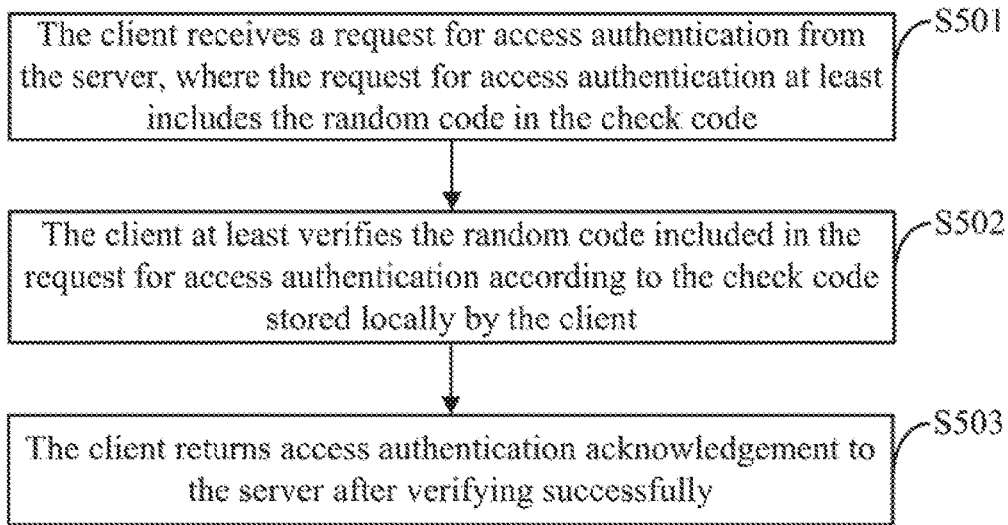 The client receives a request for access authentication from
the server, where the request for access authentication at least
includes the random code in the check code
S501
The client at least verifies the random code included in the
request for access authentication according to the check code
stored locally by the client
S502
The client returns access authentication acknowledgement to
the server after verifying successfully
S503